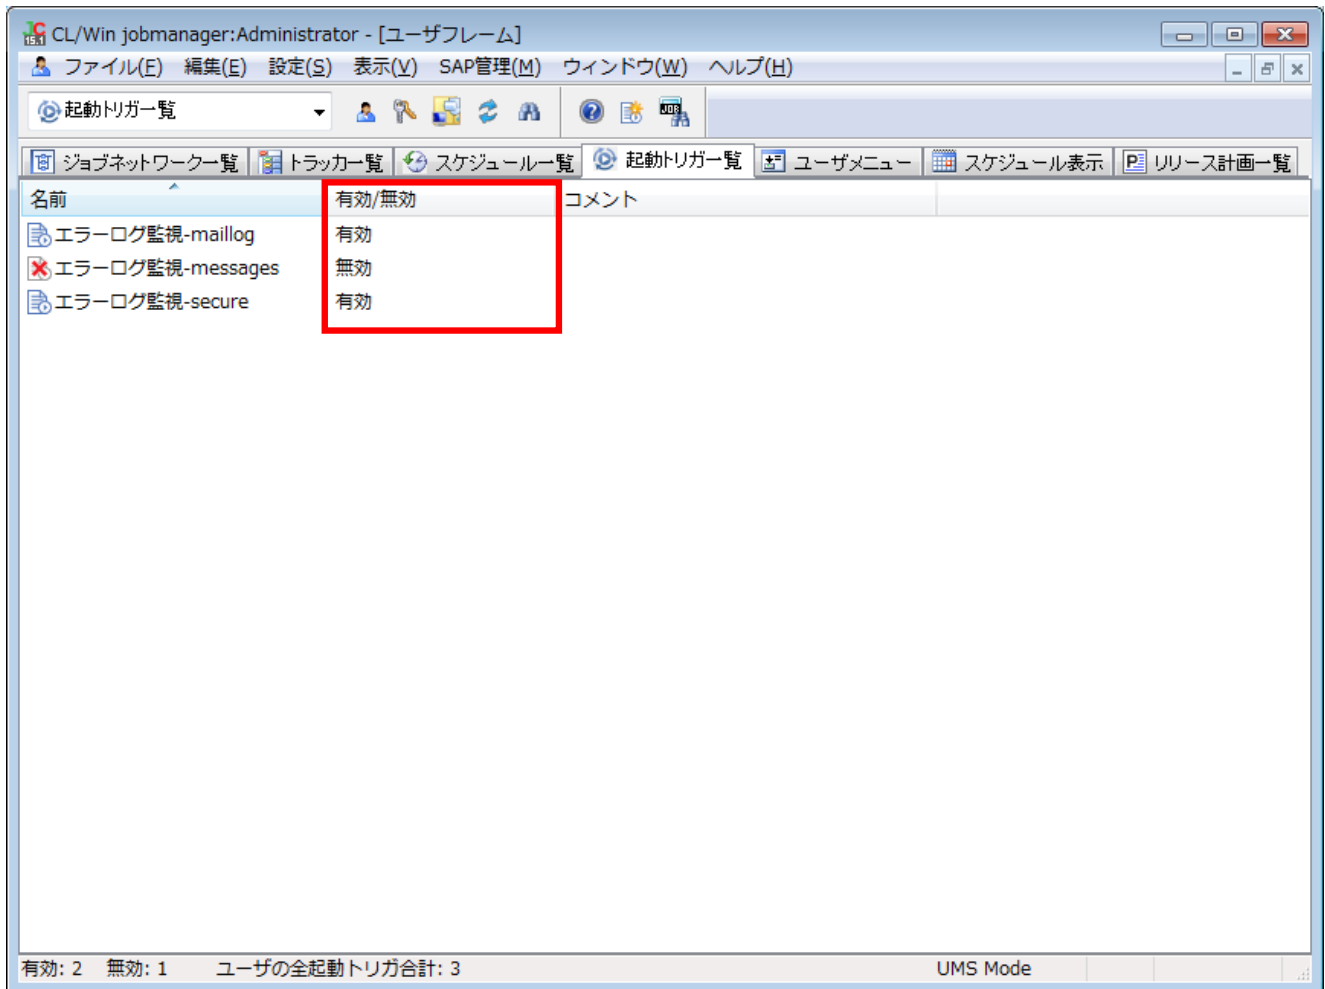 CL/Win jobmanager:Administrator - [ユーザフレーム]
ファイル(F) 編集(E) 設定(S) 表示(V) SAP管理(M) ウィンドウ(W) ヘルプ(H)
起動トリガ一覧
ジョブネットワーク一覧 トラッカ一覧 スケジュール一覧 起動トリガ一覧 ユーザメニュー スケジュール表示 リリース計画一覧
名前 有効/無効 コメント
エラーログ監視-maillog 有効
エラーログ監視-messages 無効
エラーログ監視-secure 有効
有効: 2 無効: 1 ユーザの全起動トリガ合計: 3 UMS Mode